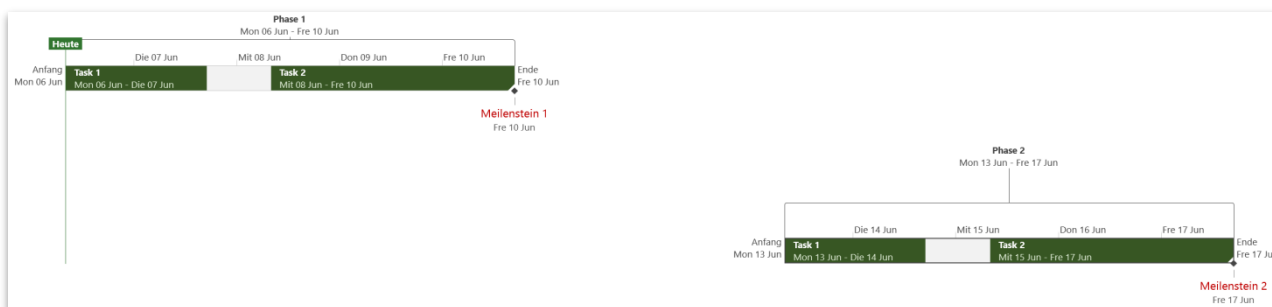 Phase 1
Mon 06 Jun - Fre 10 Jun
Heute
Die 07 Jun
Mit 08 Jun
Don 09 Jun
Fre 10 Jun
Anfang
Mon 06 Jun
Task 1
Mon 06 Jun - Die 07 Jun
Task 2
Mit 08 Jun - Fre 10 Jun
Ende
Fre 10 Jun
Meilenstein 1
Fre 10 Jun
Phase 2
Mon 13 Jun - Fre 17 Jun
Die 14 Jun
Mit 15 Jun
Don 16 Jun
Fre 17 Jun
Anfang
Mon 13 Jun
Task 1
Mon 13 Jun - Die 14 Jun
Task 2
Mit 15 Jun - Fre 17 Jun
Ende
Fre 17 Ju
Meilenstein 2
Fre 17 Jun